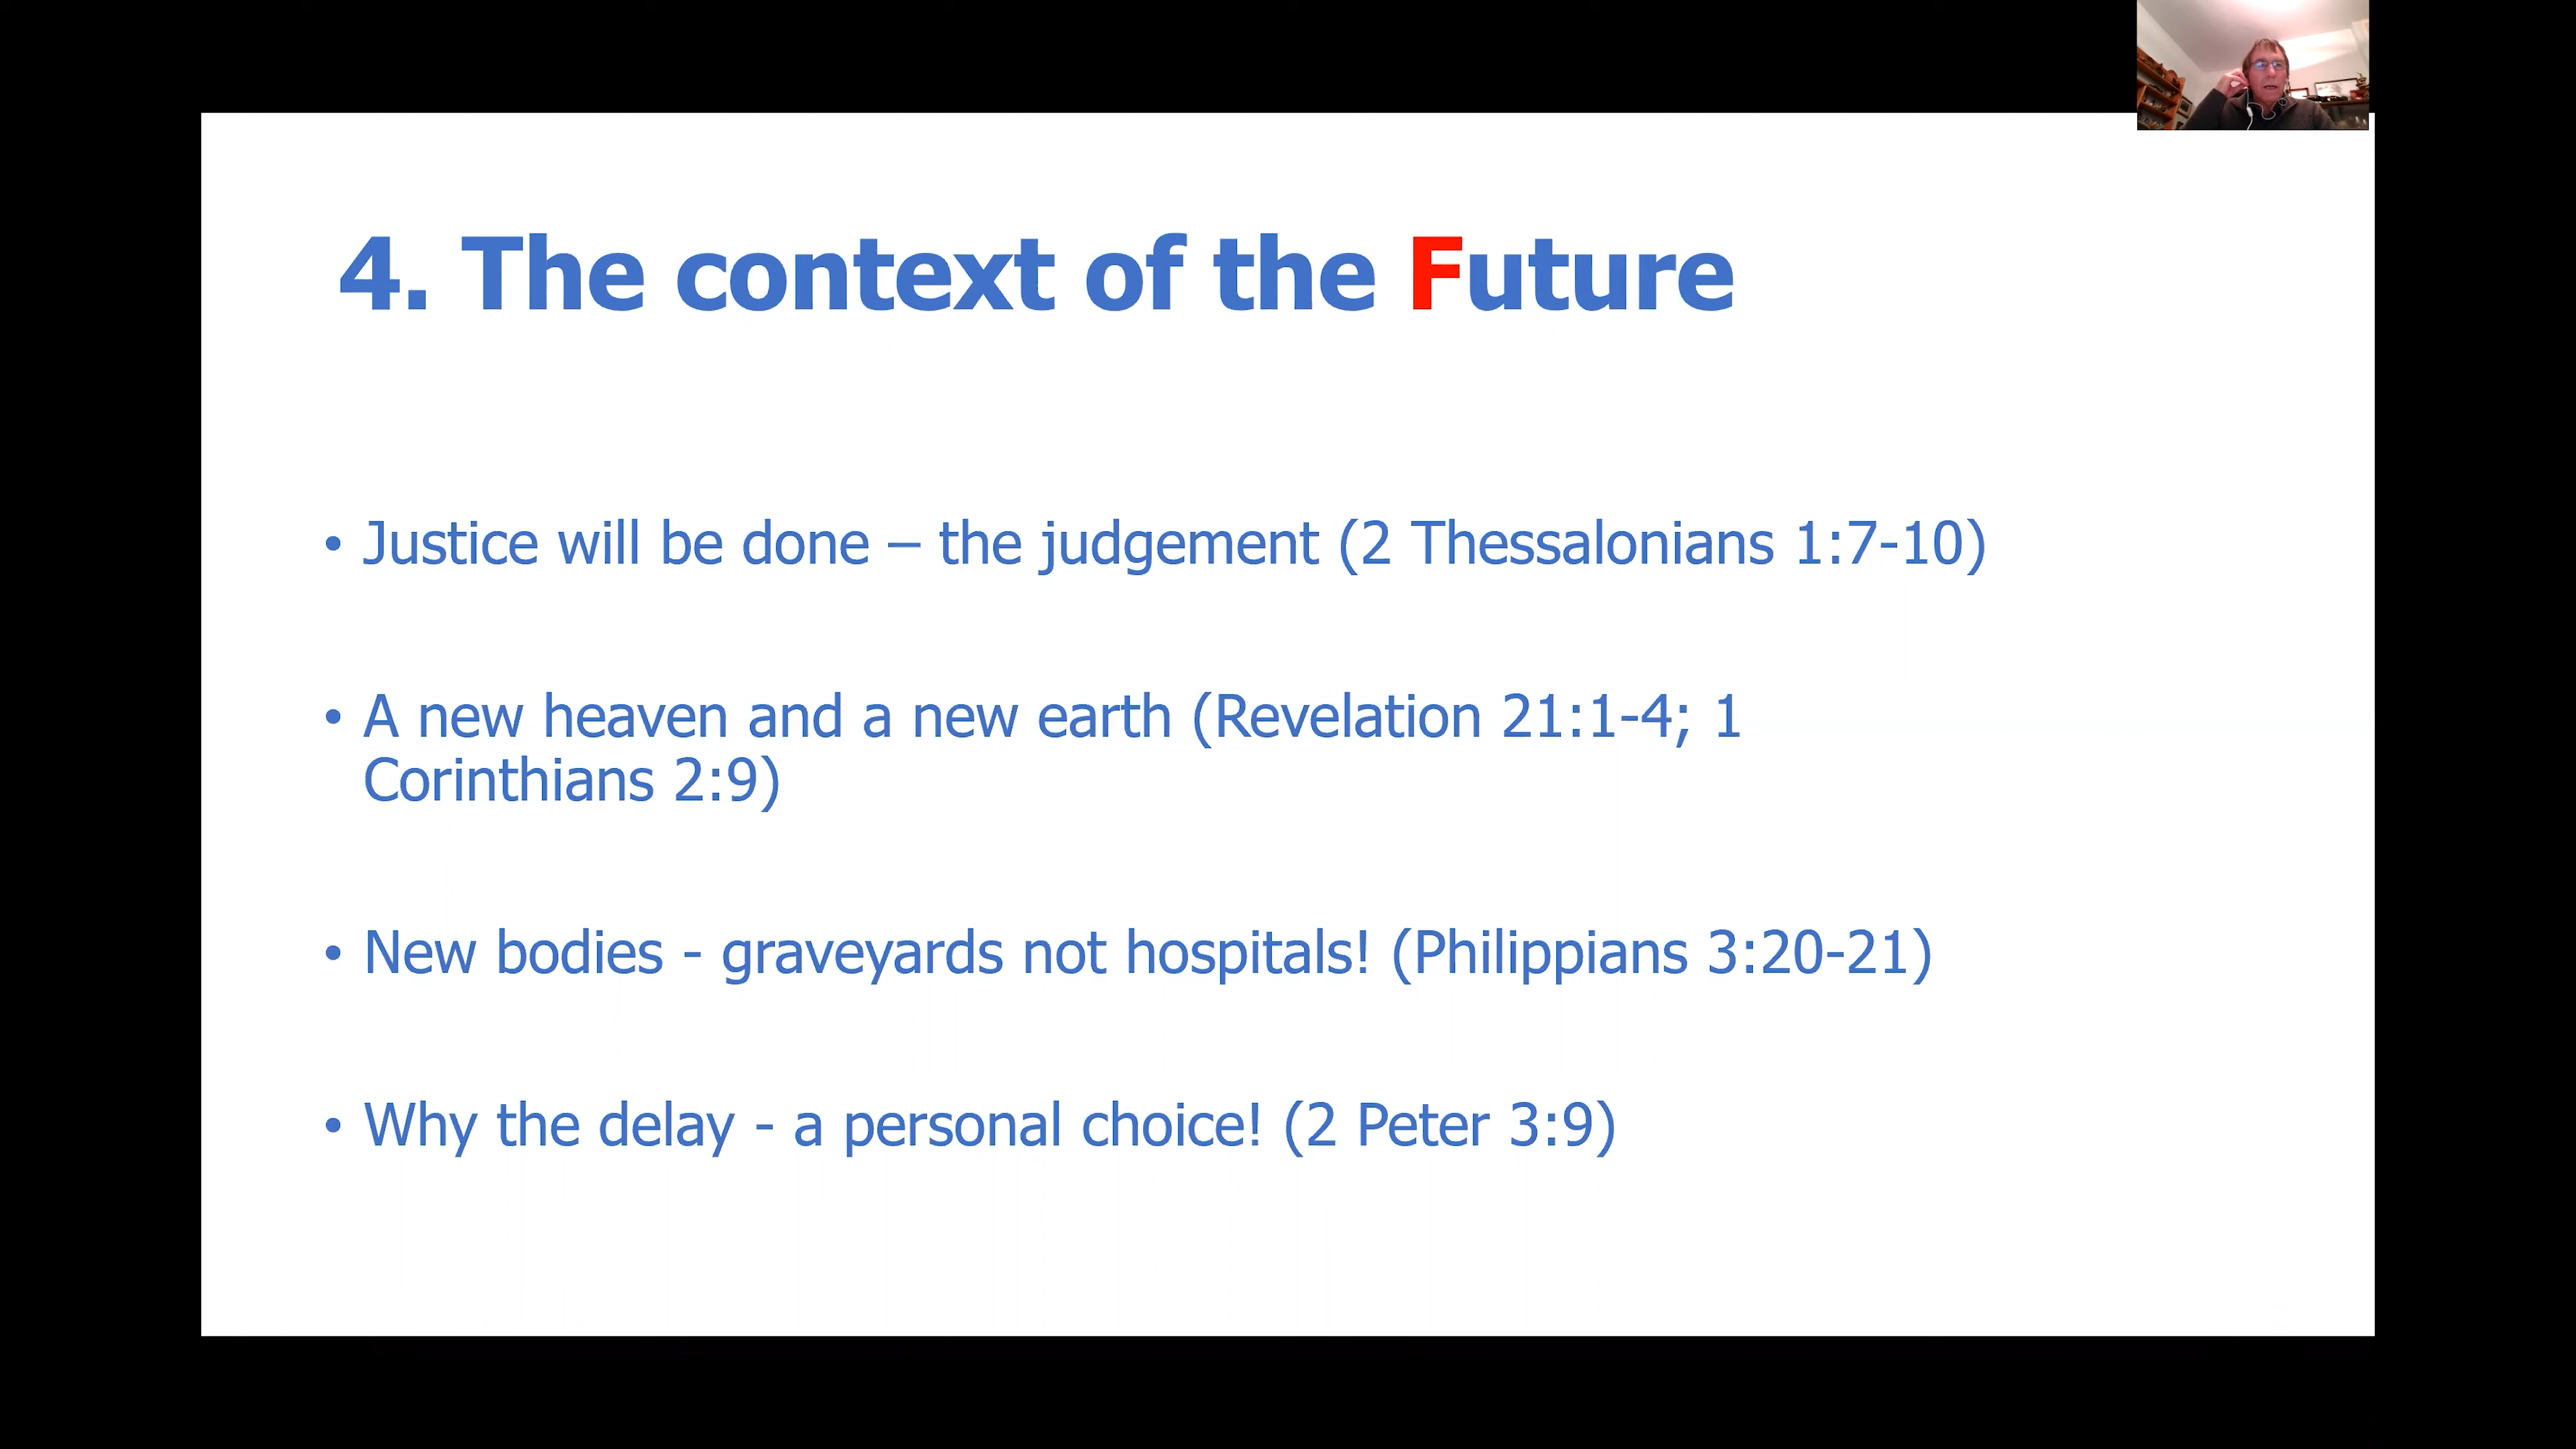 4. The context of the Future
• Justice will be done – the judgement (2 Thessalonians 1:7-10)
• A new heaven and a new earth (Revelation 21:1-4; 1
Corinthians 2:9)
• New bodies - graveyards not hospitals! (Philippians 3:20-21)
• Why the delay - a personal choice! (2 Peter 3:9)